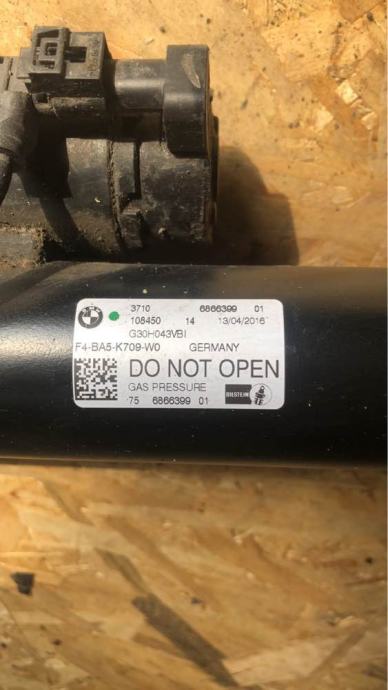 3710 6866399 01
108450 14 13/04/2016
G30H043VBI
F4-BA5-K709-W0 GERMANY
DO NOT OPEN
GAS PRESSURE
75 6866399 01
BILSTEIN